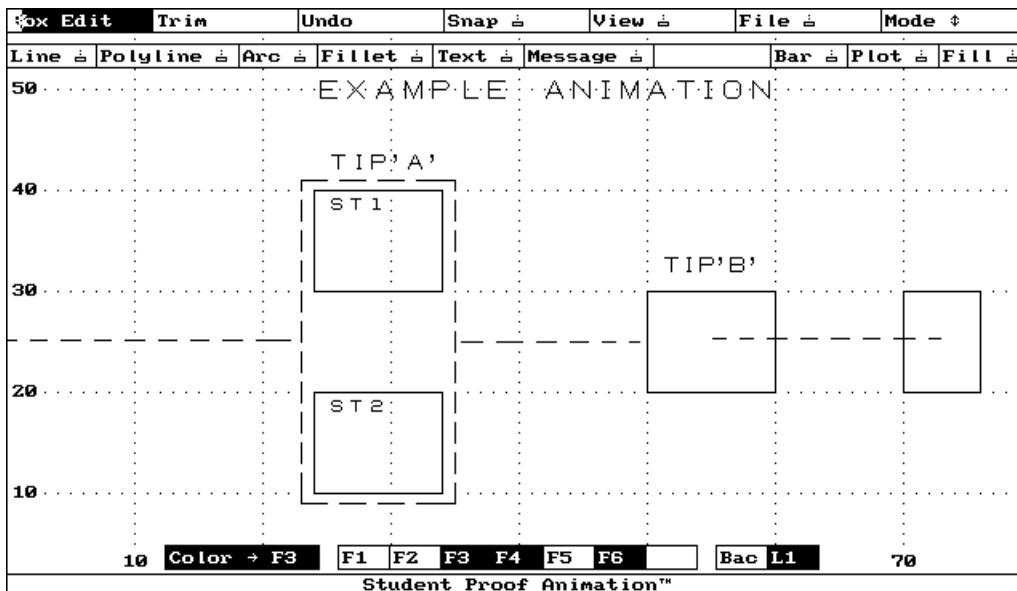 ox Edit Trim Undo Snap View File Mode
Line Polyline Arc Fillet Text Message Bar Plot Fill
50 EXAMPLE ANIMATION
TIP'A'
40
ST1
TIP'B'
30
20
ST2
10
10 Color → F3 F1 F2 F3 F4 F5 F6 Bac L1 70
Student Proof Animation™